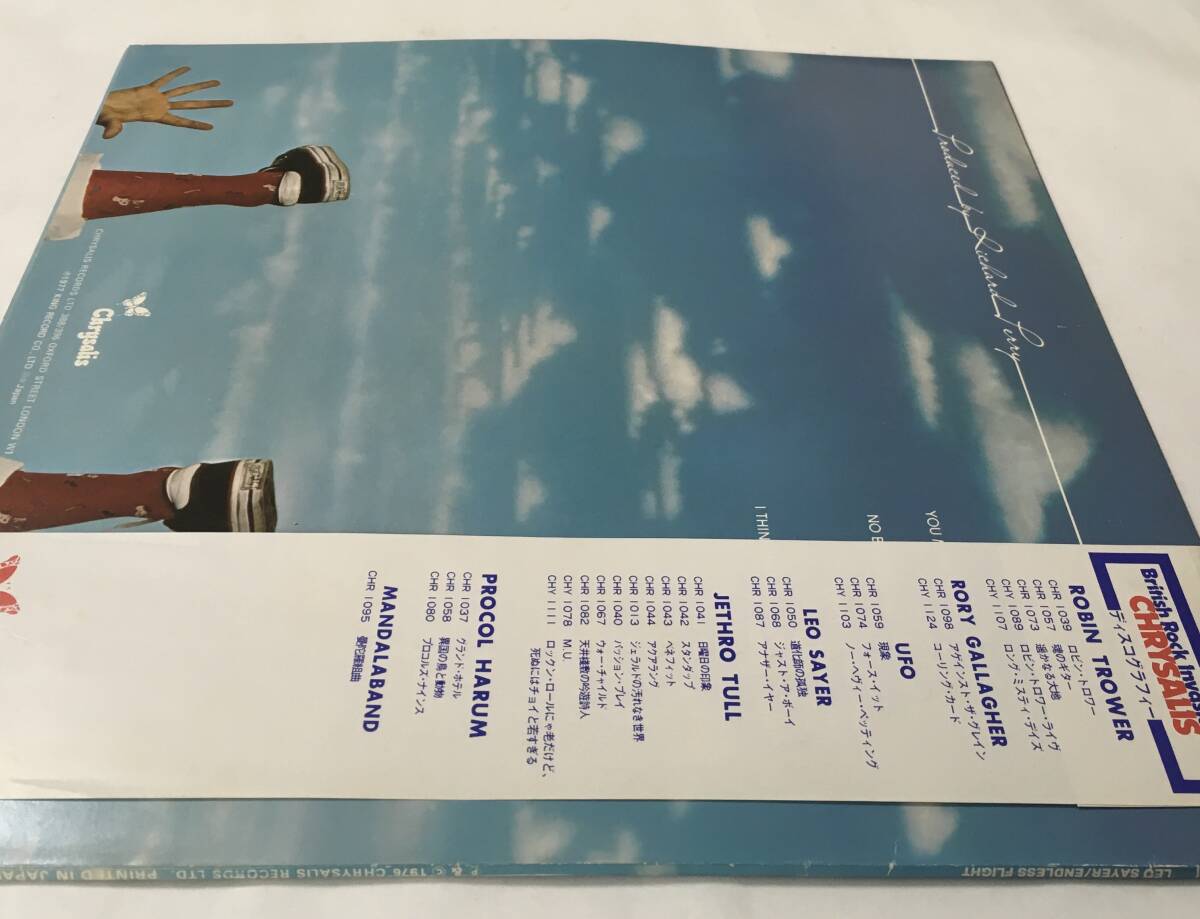 Produced by Richard Perry
YOU
NO
I THIN
British Rock Invasi
CHRYSALIS
ディスコグラフィー
ROBIN TROWER
CHR 1039 ロビン・トロワー
CHR 1057 魂のギター
CHR 1073 遥かなる大地
CHY 1089 ロビン・トロワー・ライヴ
CHY 1107 ロング・ミスティ・デイズ
RORY GALLAGHER
CHR 1098 アゲインスト・ザ・グレイン
CHY 1124 コーリング・カード
UFO
CHR 1059 現象
CHR 1074 フォース・イット
CHY 1103 ノー・ヘヴィー・ペッティング
LEO SAYER
CHR 1050 道化師の孤独
CHR 1068 ジャスト・ア・ボーイ
CHR 1087 アナザー・イヤー
JETHRO TULL
CHR 1041 日曜日の印象
CHR 1042 スタンダップ
CHR 1043 ベネフィット
CHR 1044 アクアラング
CHR 1013 ジェラルドの汚れなき世界
CHR 1040 パッション・プレイ
CHR 1067 ウォーチャイルド
CHR 1082 天井桟敷の吟遊詩人
CHY 1078 M.U.
CHY 1111 ロックン・ロールにゃ老だけど、
死ぬにはチョイと若すぎる
PROCOL HARUM
CHR 1037 グランド・ホテル
CHR 1058 異国の鳥と動物
CHR 1080 プロコルズ・ナインス
MANDALABAND
CHR 1095 曼陀羅組曲
Chrysalis
CHRYSALIS RECORDS LTD 388/396 OXFORD STREET LONDON W1
℗1977 KING RECORD CO., LTD Japan
LEO SAYER/ENDLESS FLIGHT
P & © 1976 CHRYSALIS RECORDS LTD. PRINTED IN JAPAN